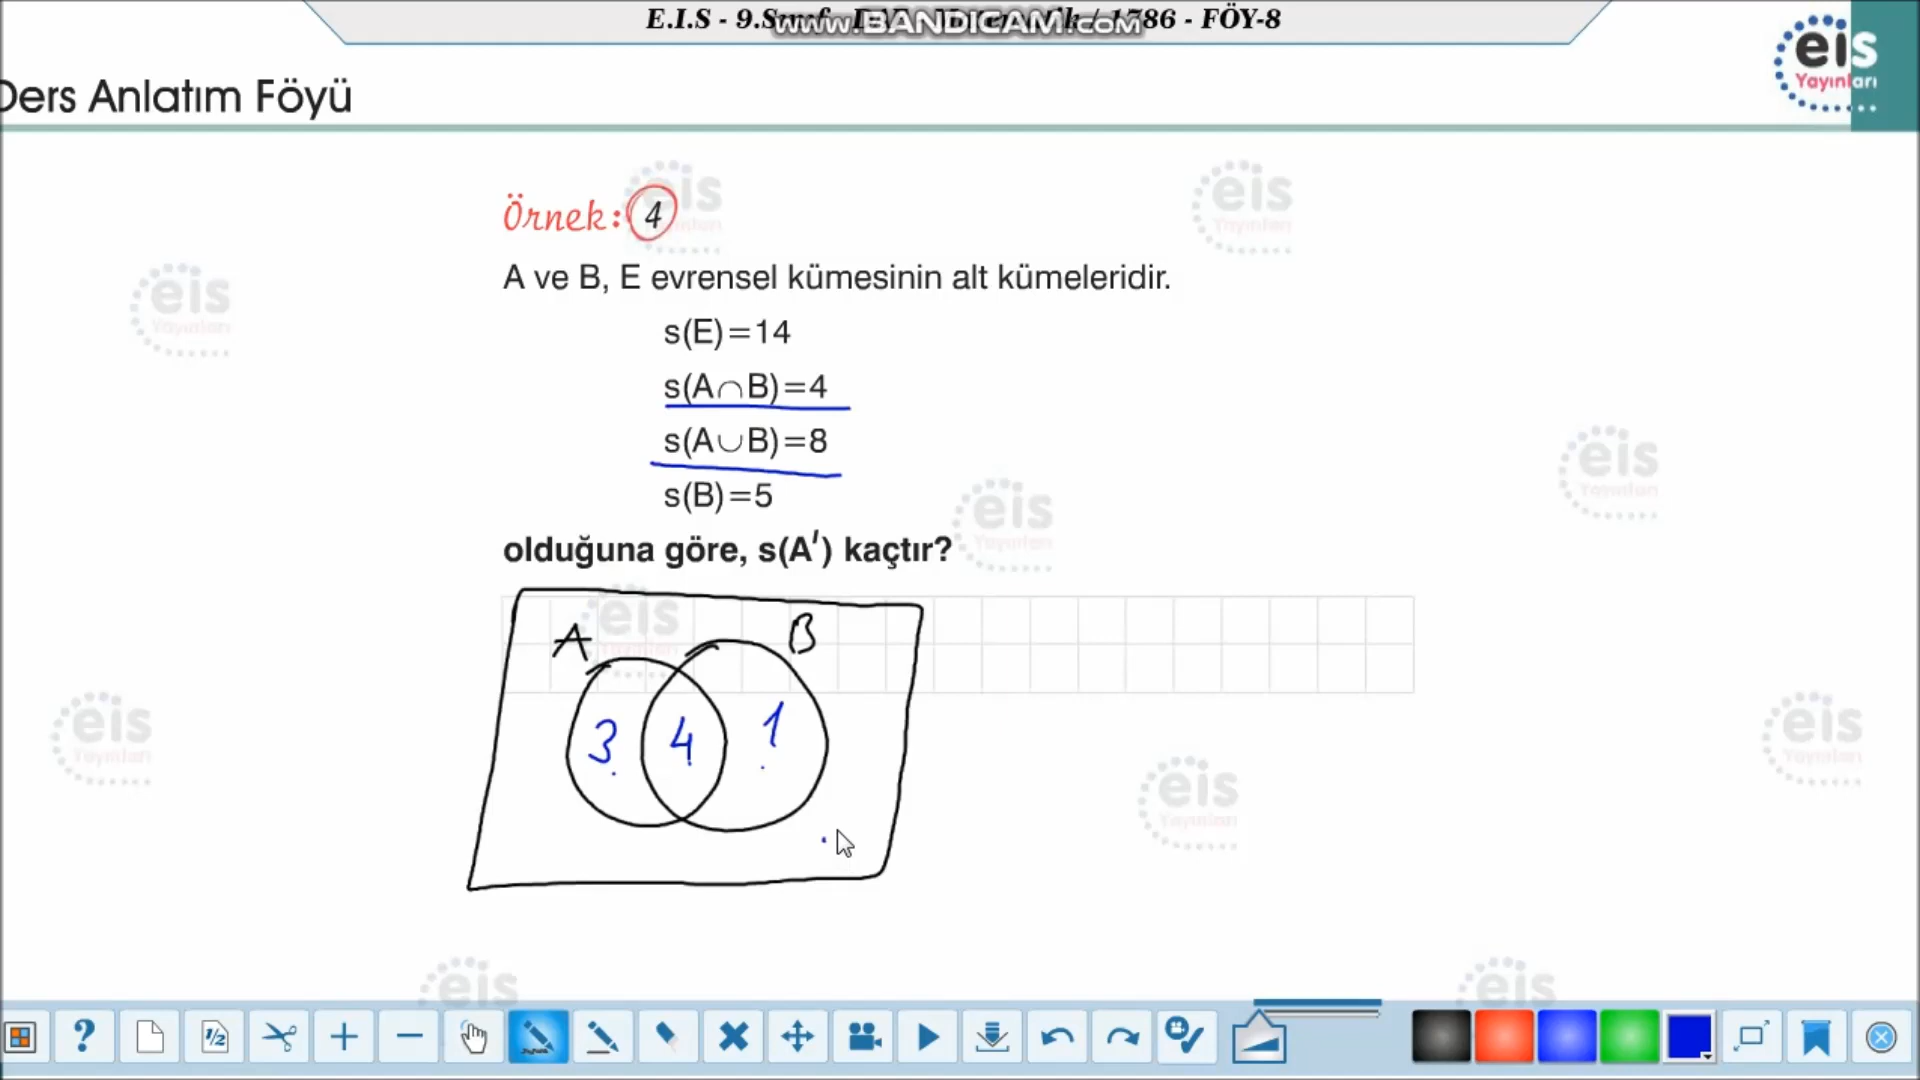 E.I.S - 9.Sınıf
www.BANDICAM.com
/ 1786 - FÖY-8
eis
Yayınları
Ders Anlatım Föyü
Örnek: 4
A ve B, E evrensel kümesinin alt kümeleridir.
s(E)=14
s(A∩B)=4
s(A∪B)=8
s(B)=5
olduğuna göre, s(A′) kaçtır?
A B
3 4 1